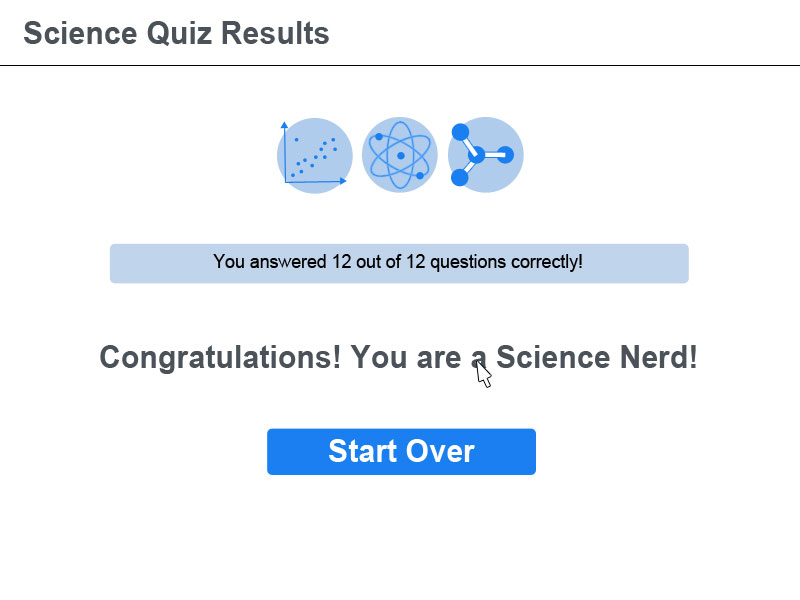 Science Quiz Results
You answered 12 out of 12 questions correctly!
Congratulations! You are a Science Nerd!
Start Over